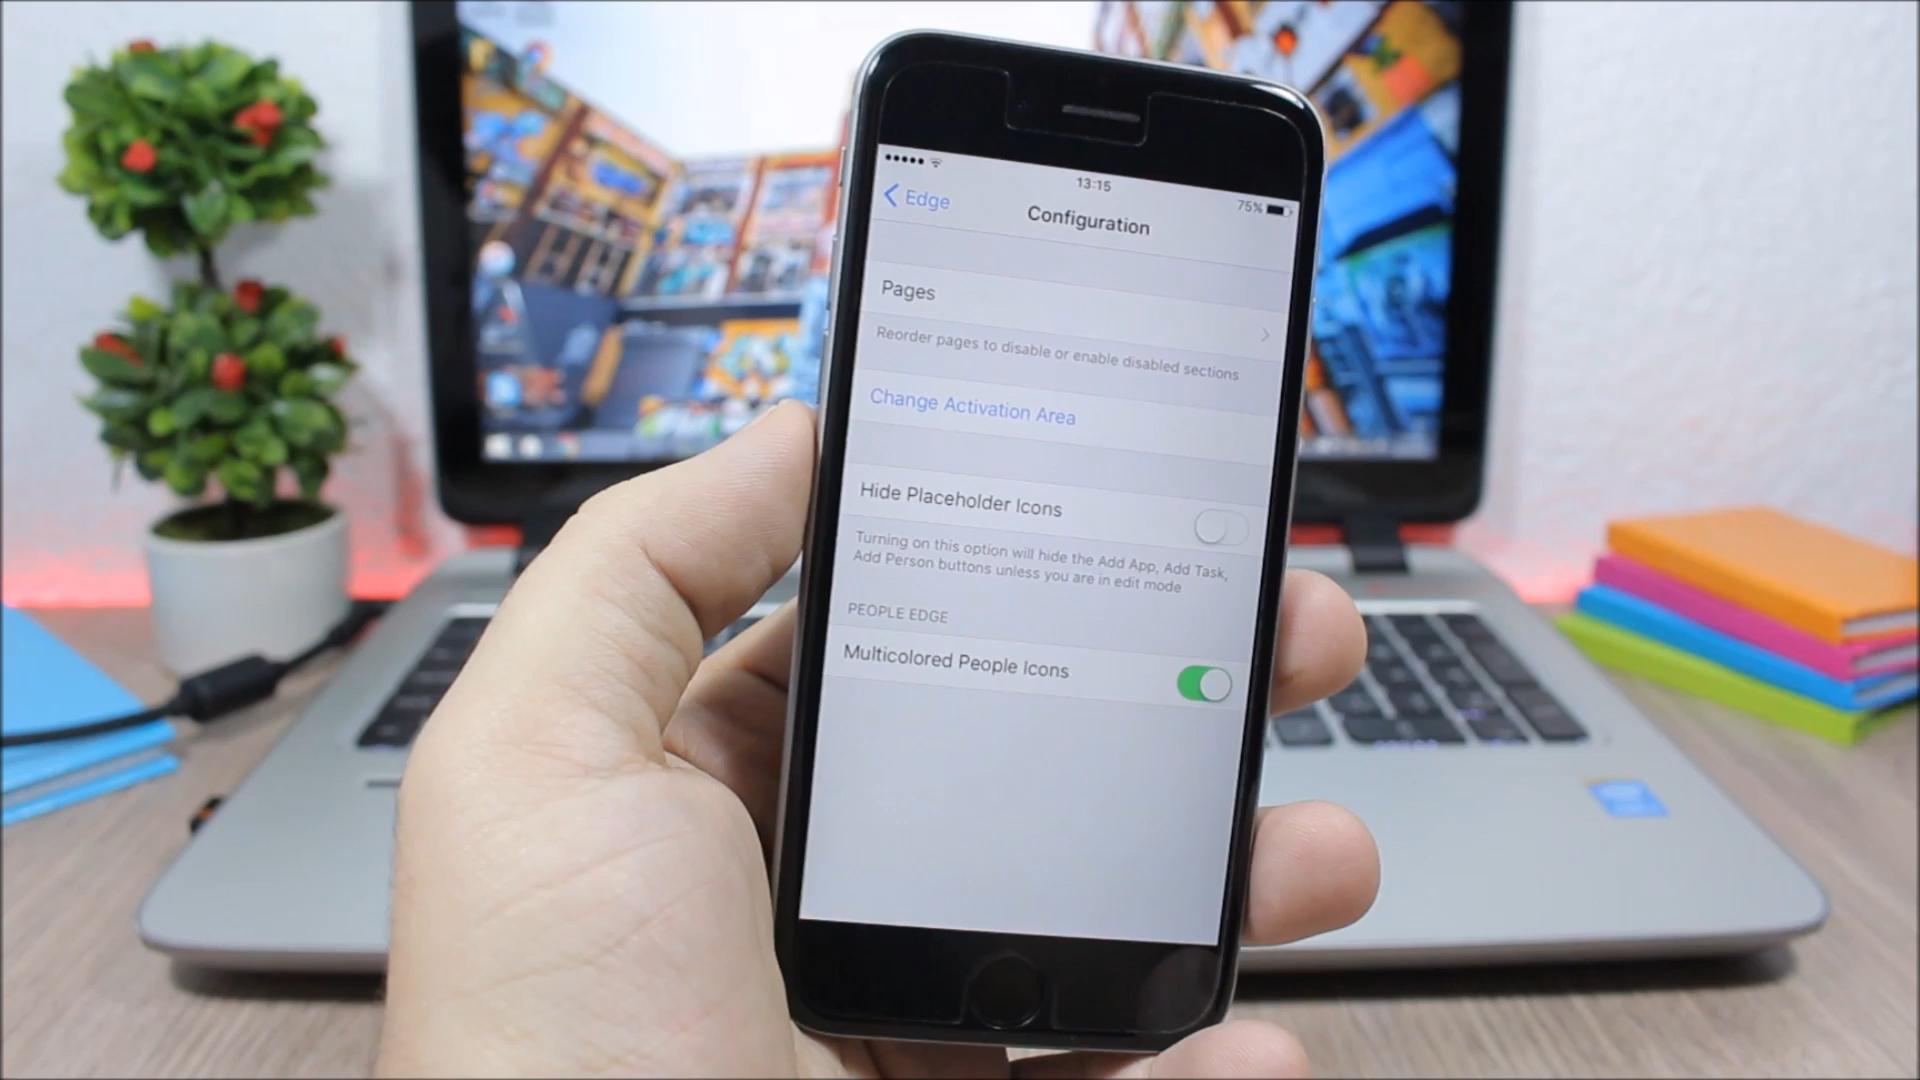 13:15
75%
Edge
Configuration
Pages
Reorder pages to disable or enable disabled sections
Change Activation Area
Hide Placeholder Icons
Turning on this option will hide the Add App, Add Task,
Add Person buttons unless you are in edit mode
PEOPLE EDGE
Multicolored People Icons